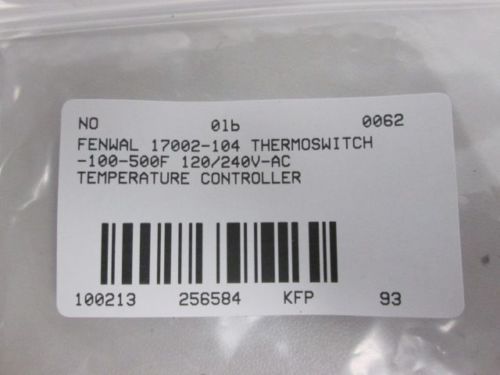 NO 01b 0062
FENWAL 17002-104 THERMOSWITCH
-100-500F 120/240V-AC
TEMPERATURE CONTROLLER
100213 256584 KFP 93